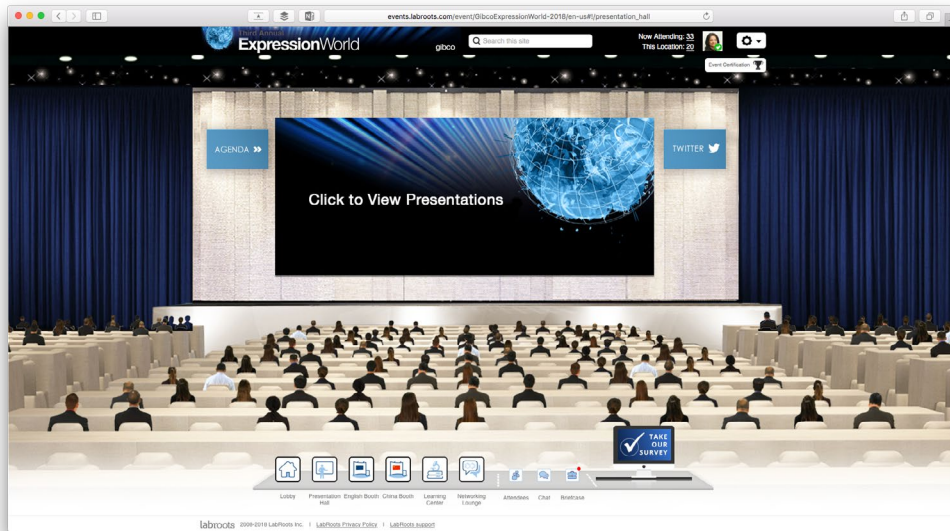 events.labroots.com/event/GibcoExpressionWorld-2018/en-us#!/presentation_hall
Third Annual
ExpressionWorld
gibco
Search this site
Now Attending: 33
This Location: 20
Event Certification
AGENDA »
TWITTER
Click to View Presentations
TAKE
OUR
SURVEY
Lobby
Presentation Hall
English Booth
China Booth
Learning Center
Networking Lounge
Attendees
Chat
Briefcase
labroots 2008-2018 LabRoots Inc. | LabRoots Privacy Policy | LabRoots support